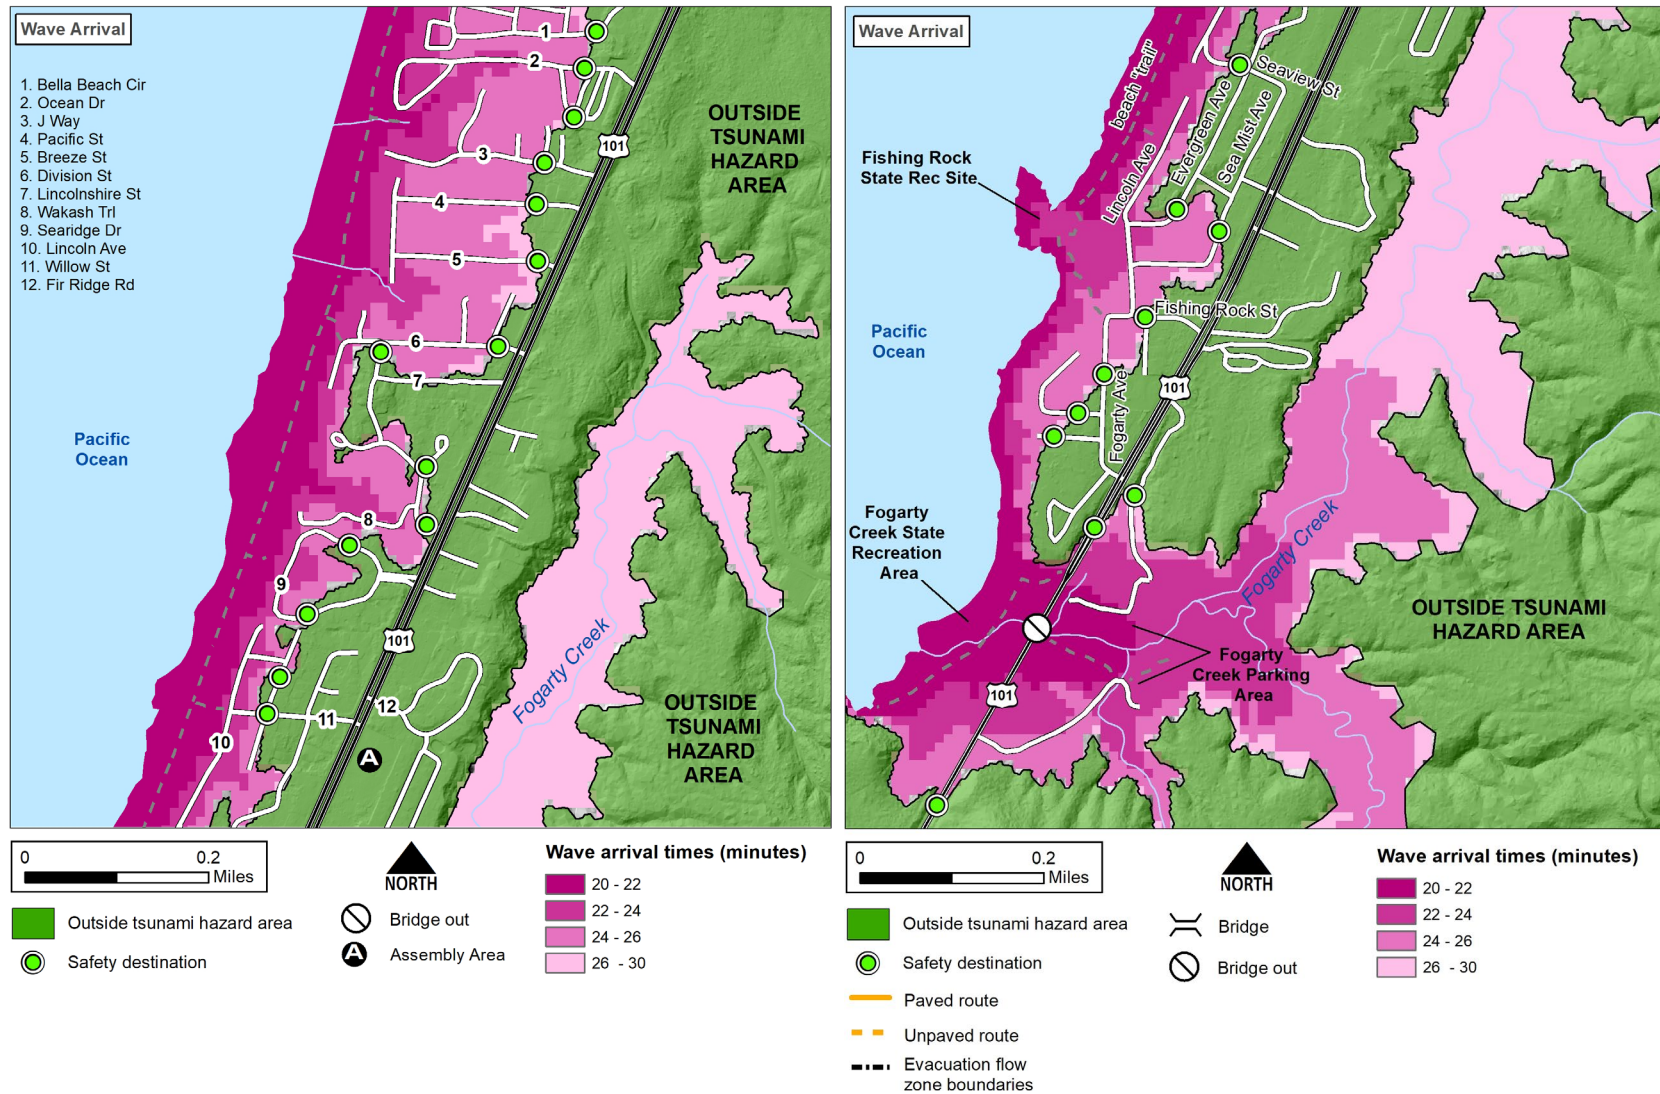 Wave Arrival
1. Bella Beach Cir
2. Ocean Dr
3. J Way
4. Pacific St
5. Breeze St
6. Division St
7. Lincolnshire St
8. Wakash Trl
9. Searidge Dr
10. Lincoln Ave
11. Willow St
12. Fir Ridge Rd
1
2
3
4
5
6
7
8
9
10
11
12
101
101
OUTSIDE
TSUNAMI
HAZARD
AREA
Pacific
Ocean
Fogarty Creek
OUTSIDE
TSUNAMI
HAZARD
AREA
A
0 0.2
Miles
NORTH
Outside tsunami hazard area
Safety destination
Bridge out
A Assembly Area
Wave arrival times (minutes)
20 - 22
22 - 24
24 - 26
26 - 30
Wave Arrival
beach "trail"
Seaview St
Evergreen Ave
Sea Mist Ave
Lincoln Ave
Fishing Rock
State Rec Site
Fishing Rock St
Pacific
Ocean
101
Fogarty Ave
Fogarty
Creek State
Recreation
Area
Fogarty Creek
OUTSIDE TSUNAMI
HAZARD AREA
Fogarty
Creek Parking
Area
101
0 0.2
Miles
NORTH
Outside tsunami hazard area
Safety destination
Paved route
Unpaved route
Evacuation flow
zone boundaries
Bridge
Bridge out
Wave arrival times (minutes)
20 - 22
22 - 24
24 - 26
26 - 30